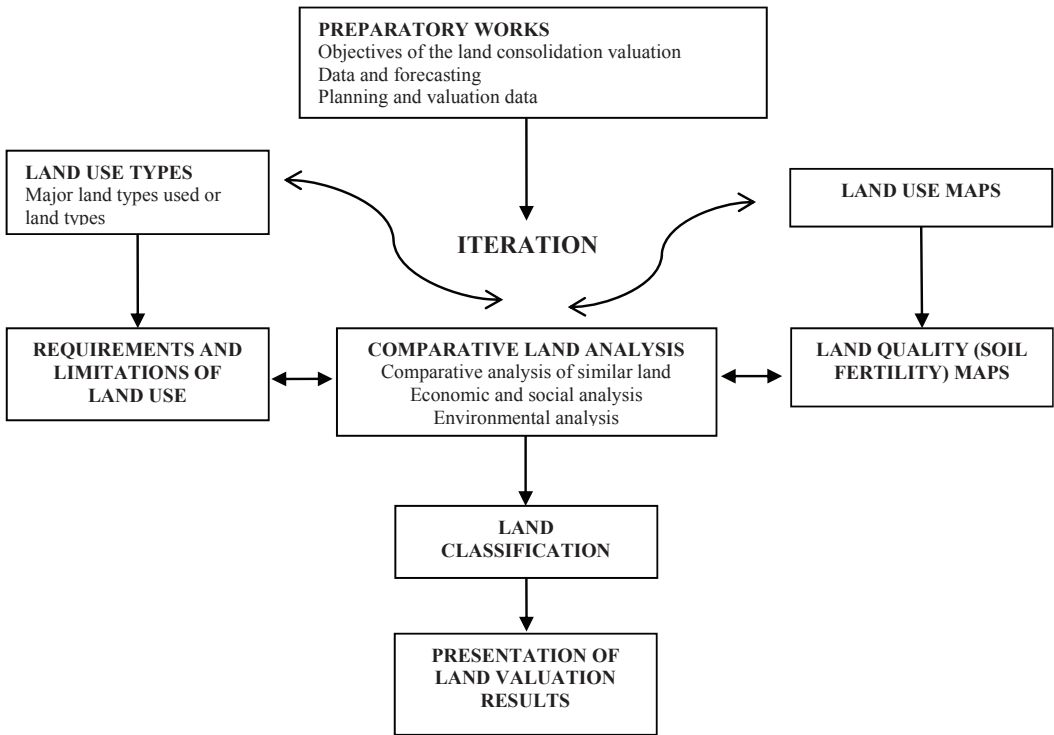 PREPARATORY WORKS
Objectives of the land consolidation valuation
Data and forecasting
Planning and valuation data
LAND USE TYPES
Major land types used or
land types
LAND USE MAPS
ITERATION
REQUIREMENTS AND
LIMITATIONS OF
LAND USE
COMPARATIVE LAND ANALYSIS
Comparative analysis of similar land
Economic and social analysis
Environmental analysis
LAND QUALITY (SOIL
FERTILITY) MAPS
LAND
CLASSIFICATION
PRESENTATION OF
LAND VALUATION
RESULTS